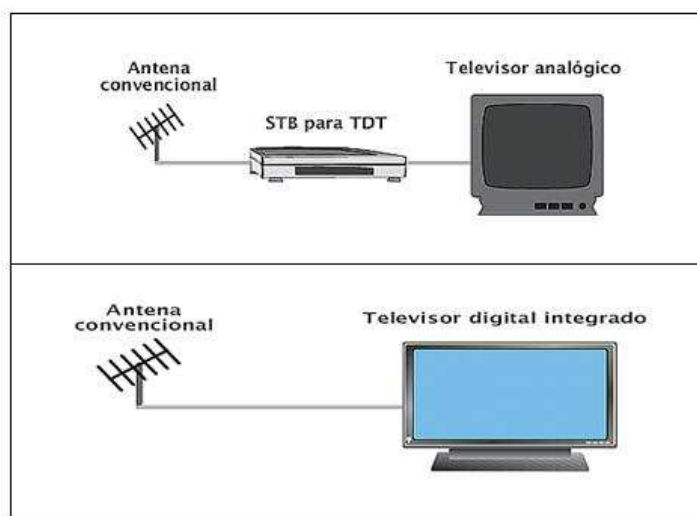 Antena
convencional
STB para TDT
Televisor analógico
Antena
convencional
Televisor digital integrado